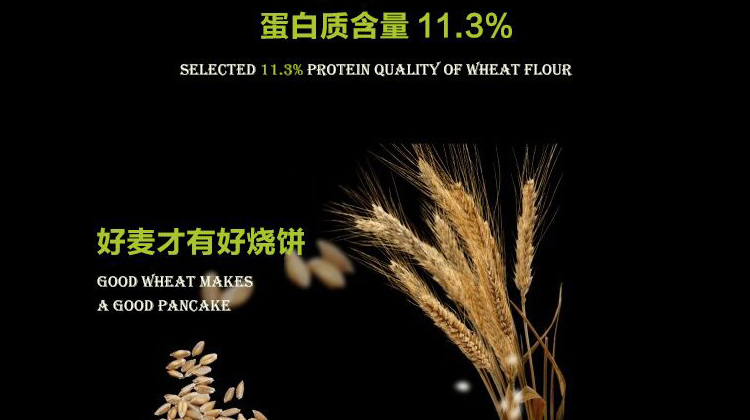 蛋白质含量 11.3%
SELECTED 11.3% PROTEIN QUALITY OF WHEAT FLOUR
好麦才有好烧饼
GOOD WHEAT MAKES
A GOOD PANCAKE